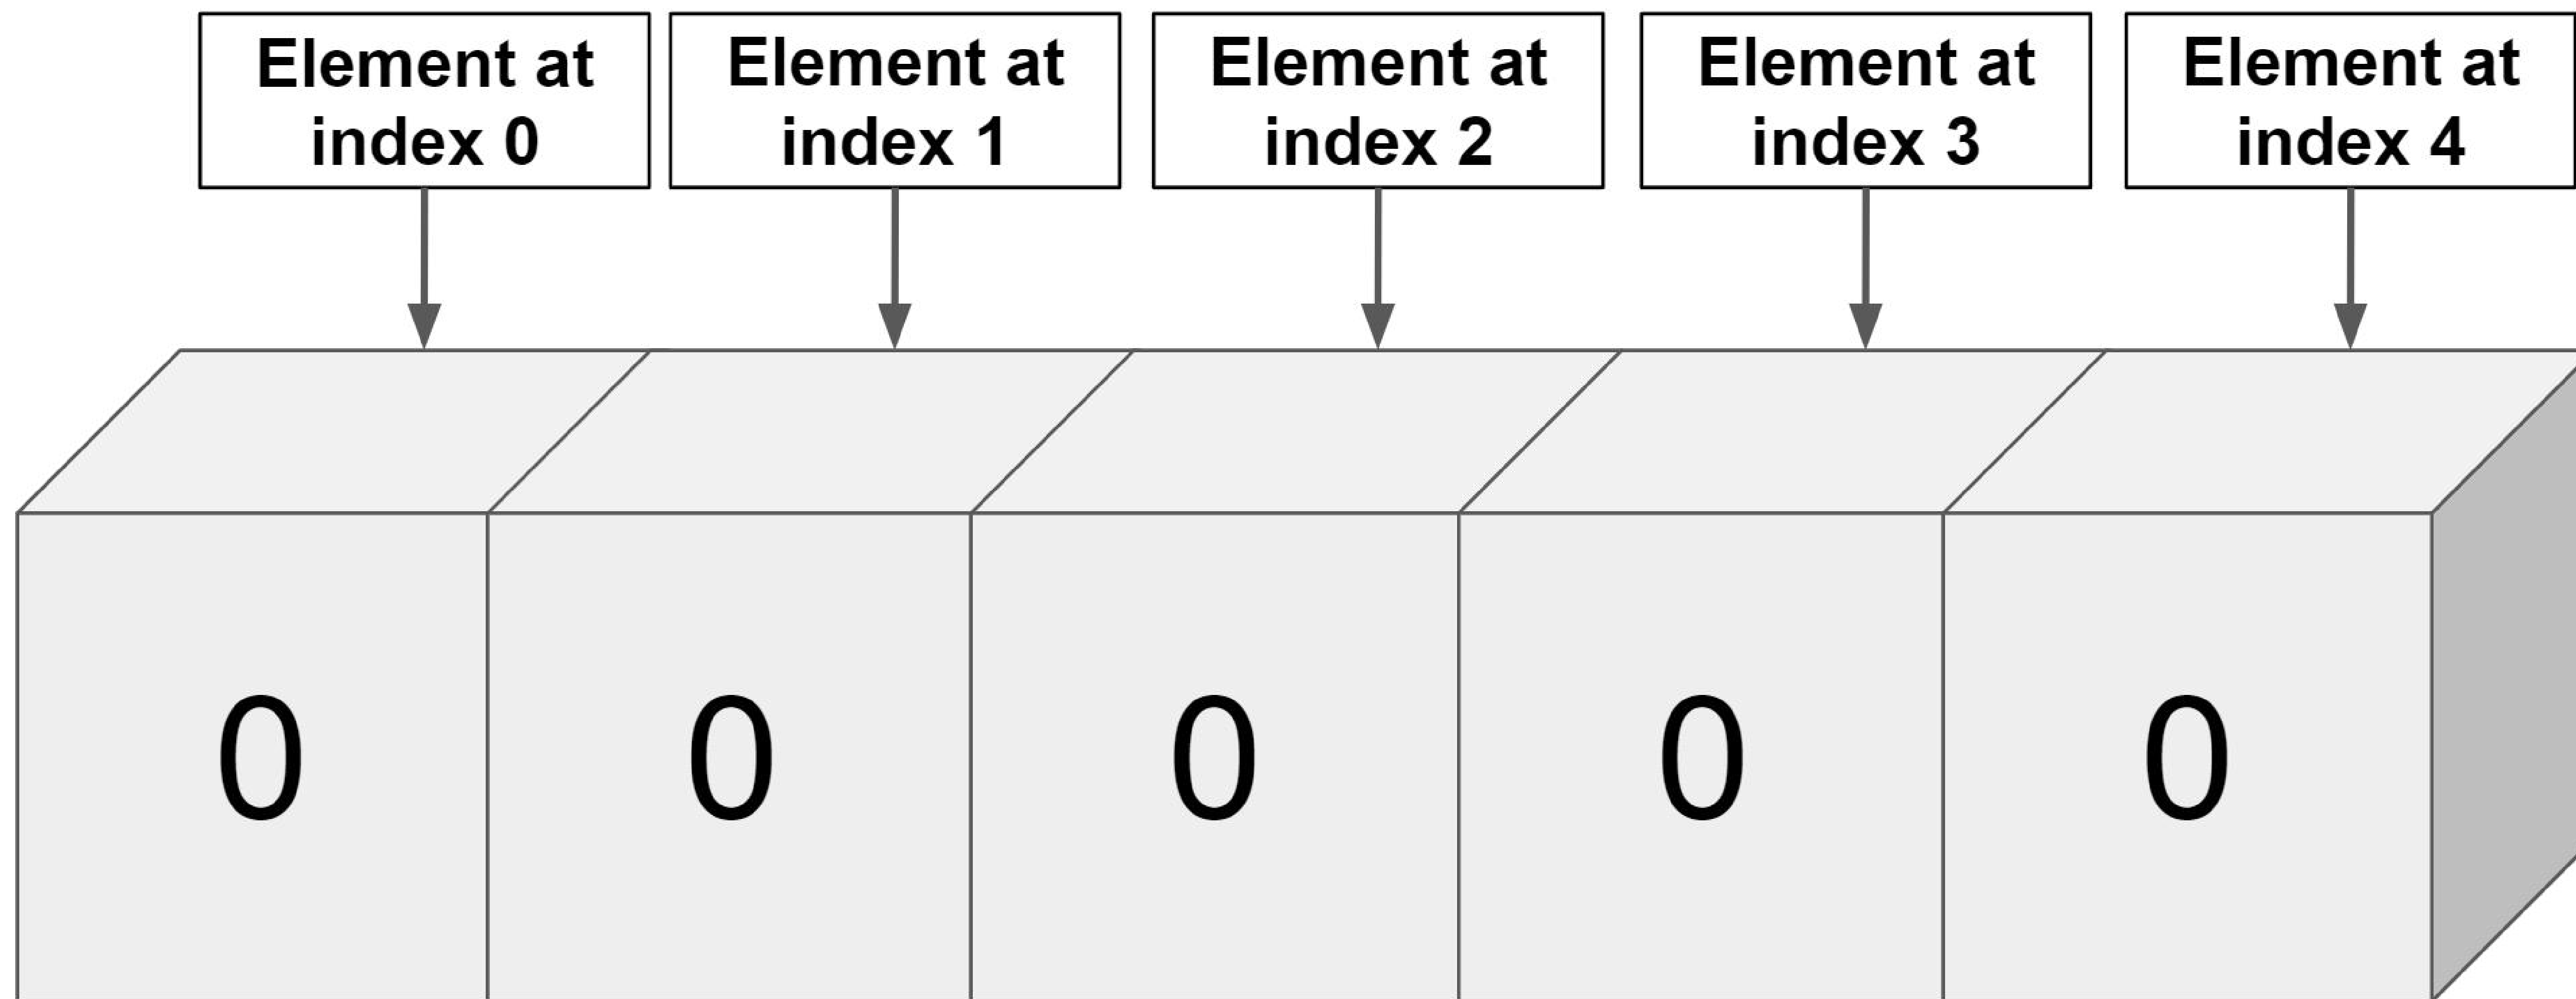 Element at
index 0
Element at
index 1
Element at
index 2
Element at
index 3
Element at
index 4
0
0
0
0
0